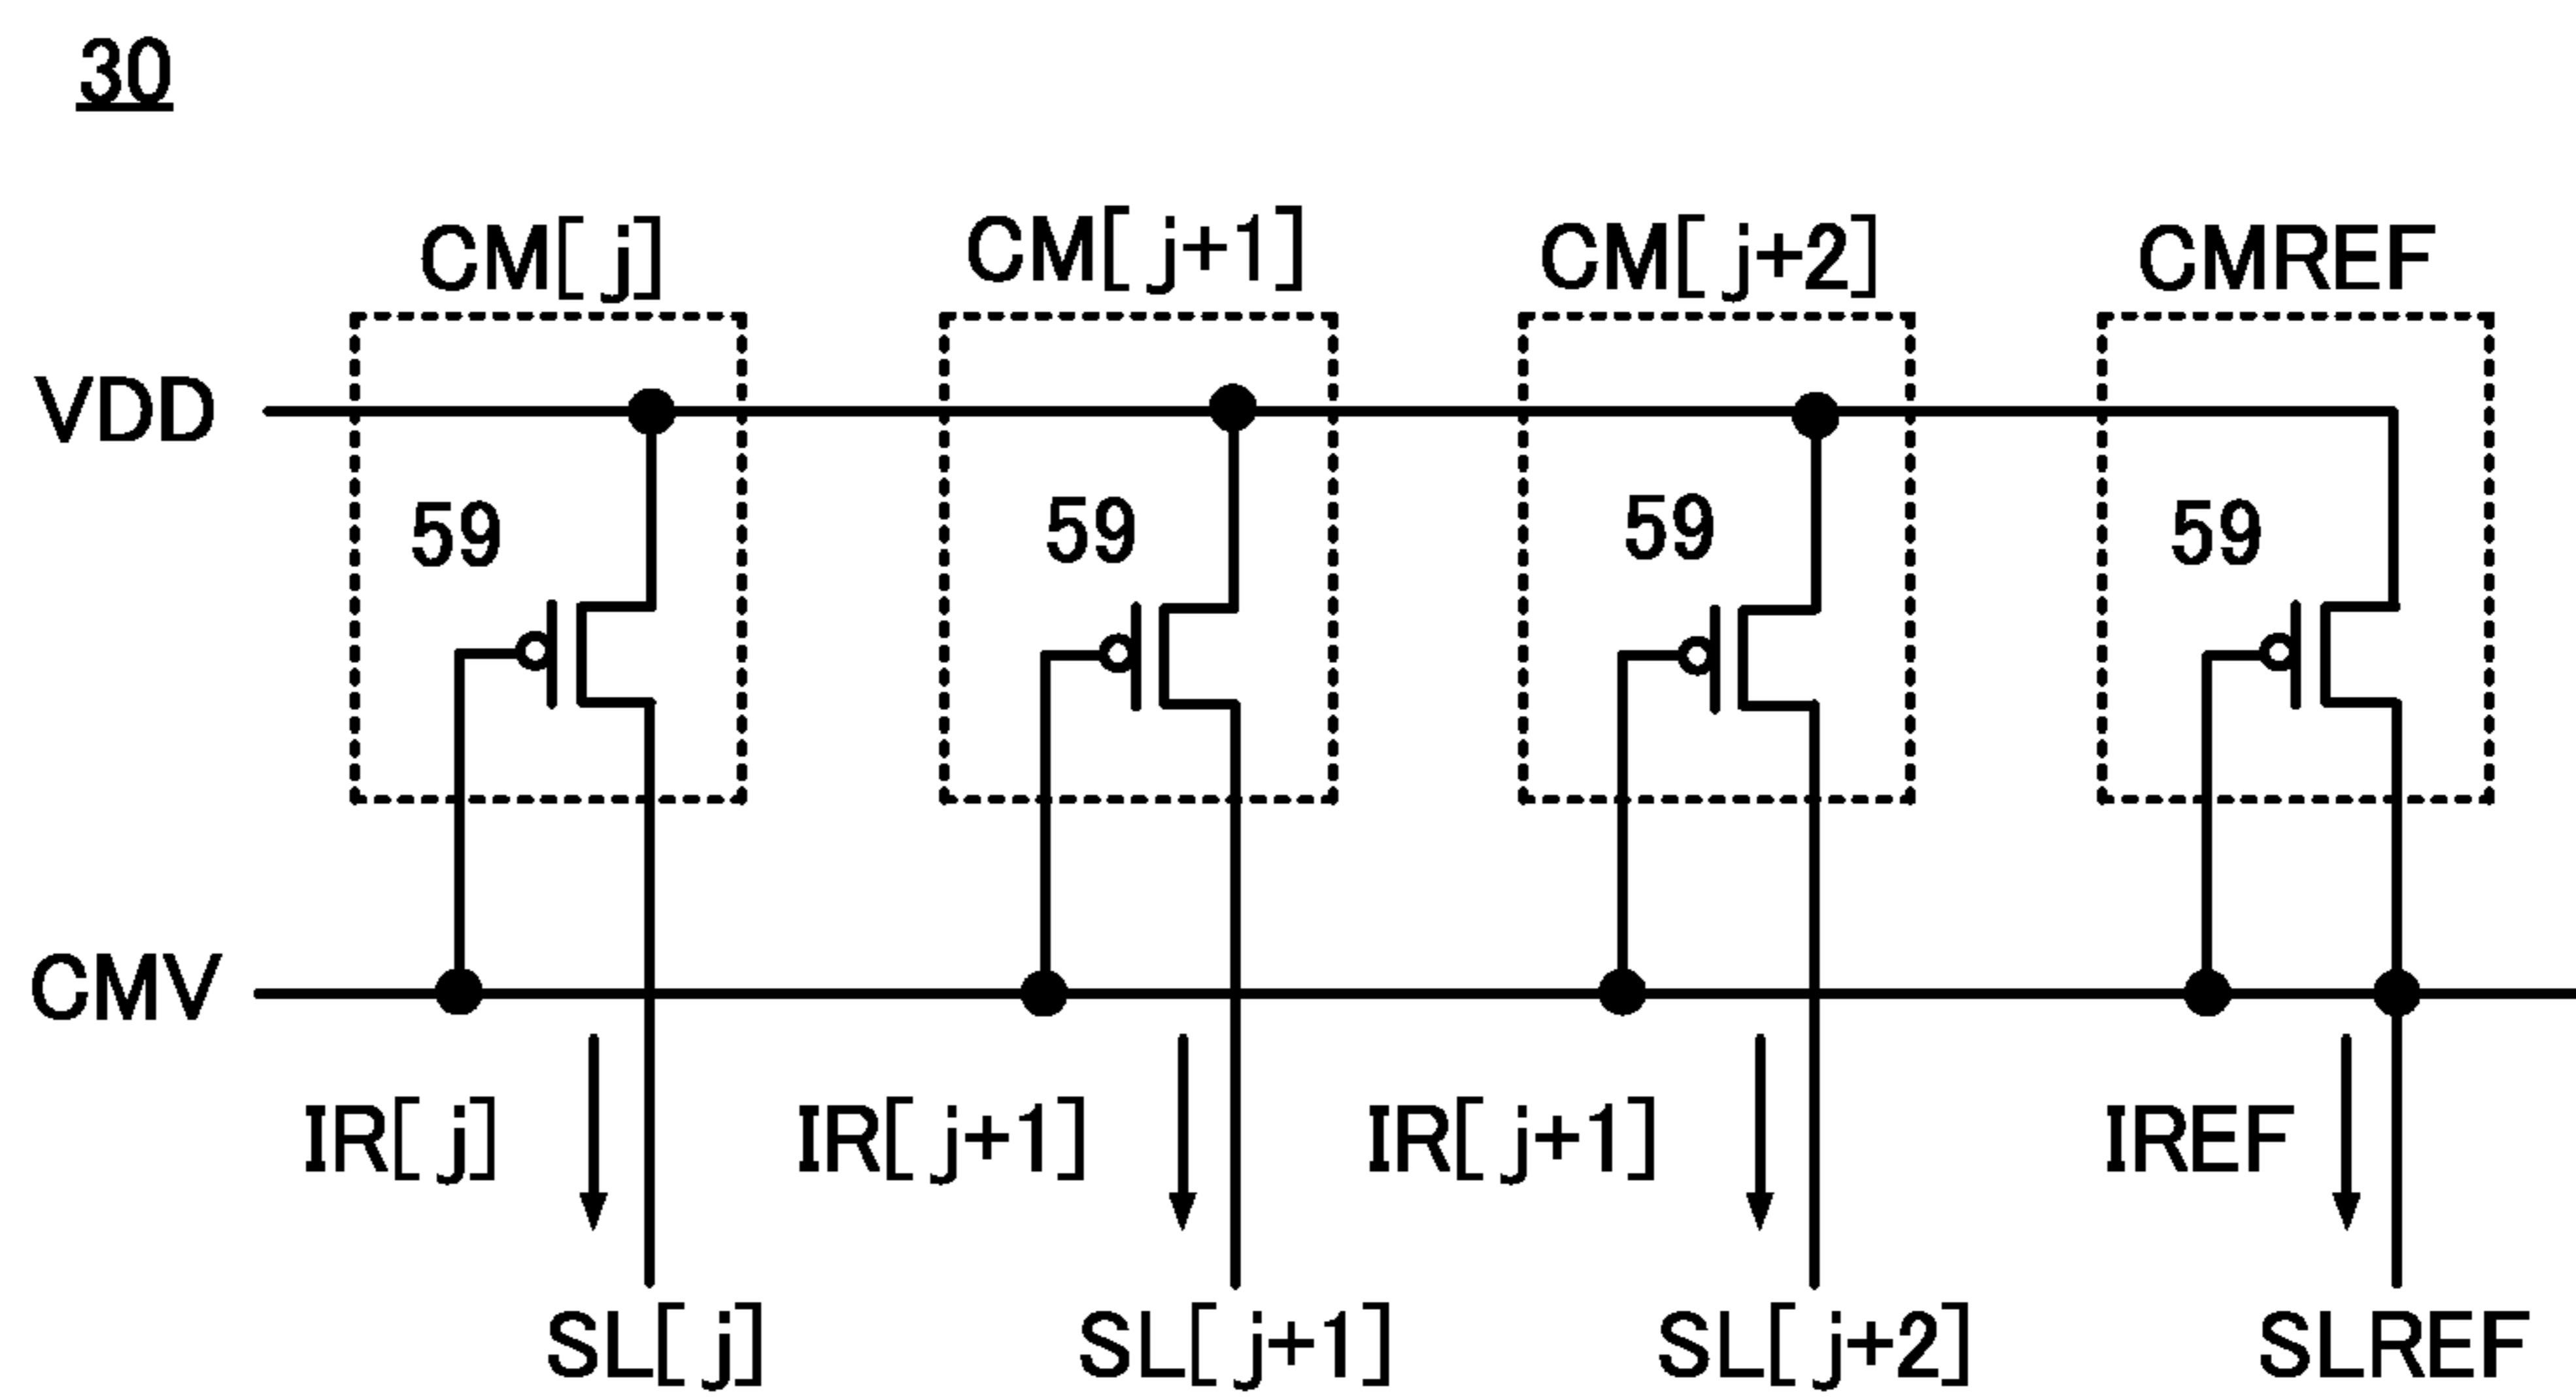 30
CM[j] CM[j+1] CM[j+2] CMREF
VDD
59 59 59 59
CMV
IR[j] IR[j+1] IR[j+1] IREF
SL[j] SL[j+1] SL[j+2] SLREF